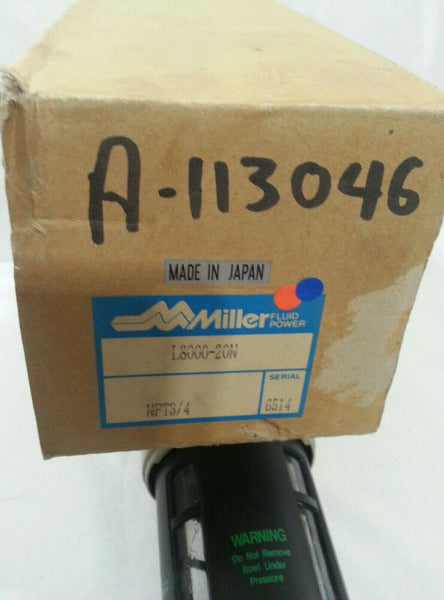 A-113046
MADE IN JAPAN
Miller FLUID POWER
L8000-20N
SERIAL
NPT3/4
6514
WARNING
Do Not Remove
Bowl Under
Pressure